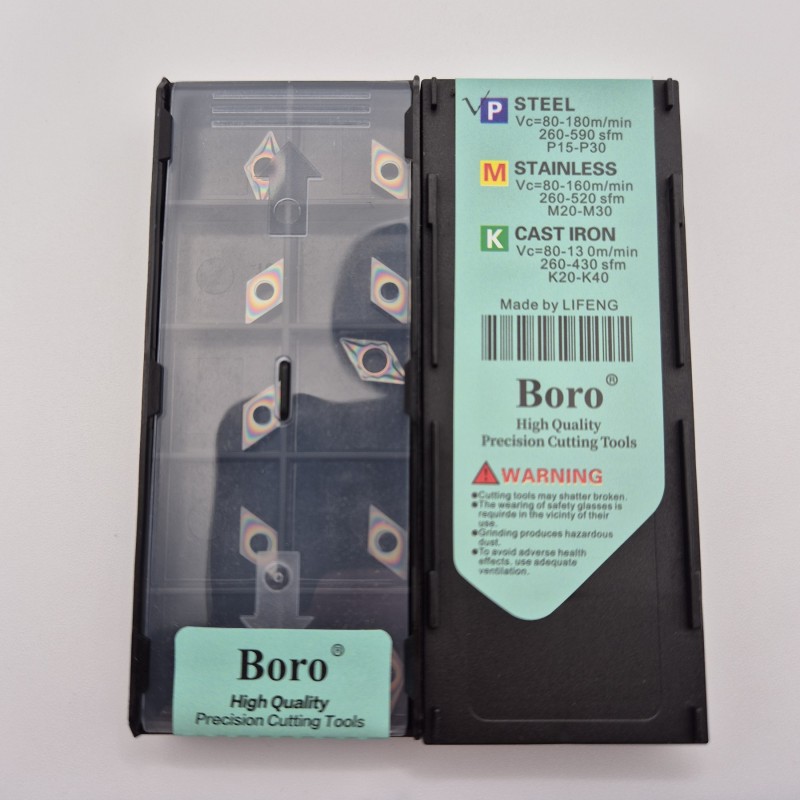 Boro®
High Quality
Precision Cutting Tools
P STEEL
Vc=80-180m/min
260-590 sfm
P15-P30
M STAINLESS
Vc=80-160m/min
260-520 sfm
M20-M30
K CAST IRON
Vc=80-13 0m/min
260-430 sfm
K20-K40
Made by LIFENG
Boro®
High Quality
Precision Cutting Tools
WARNING
●Cutting tools may shatter broken.
●The wearing of safety glasses is
requirde in the vicinty of their
use.
●Grinding produces hazardous
dust.
●To avoid adverse health
effects. use adequate
ventilation.